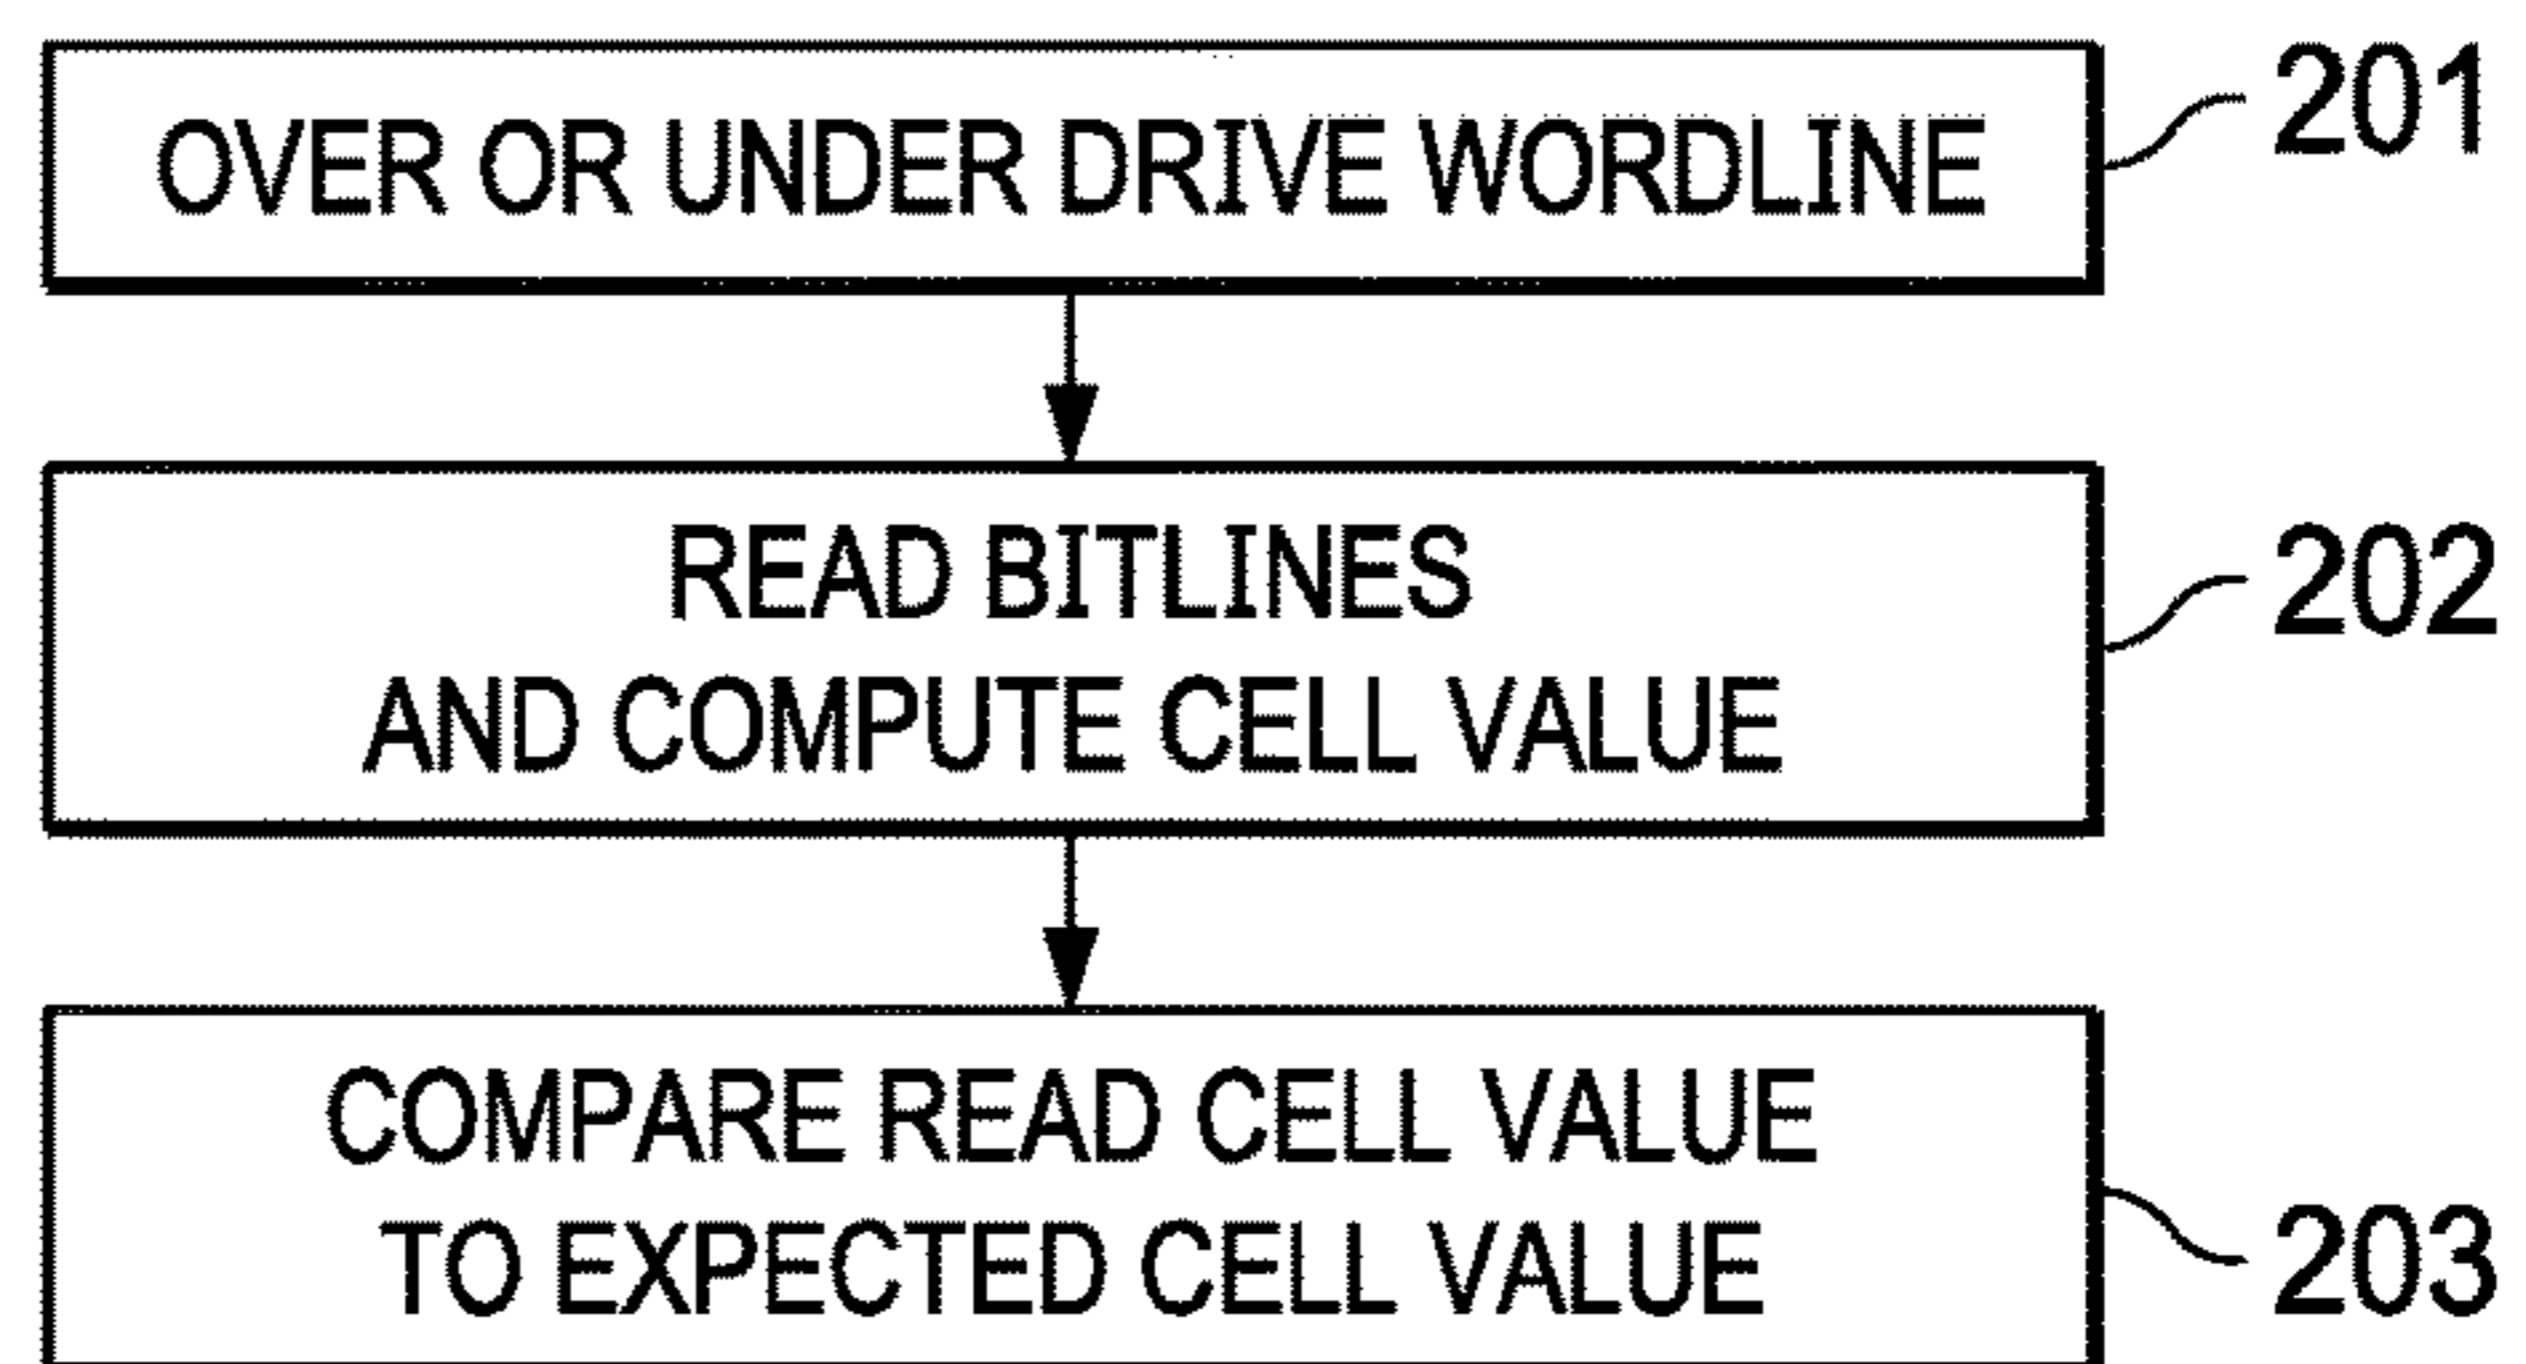 OVER OR UNDER DRIVE WORDLINE
201
READ BITLINES
AND COMPUTE CELL VALUE
202
COMPARE READ CELL VALUE
TO EXPECTED CELL VALUE
203